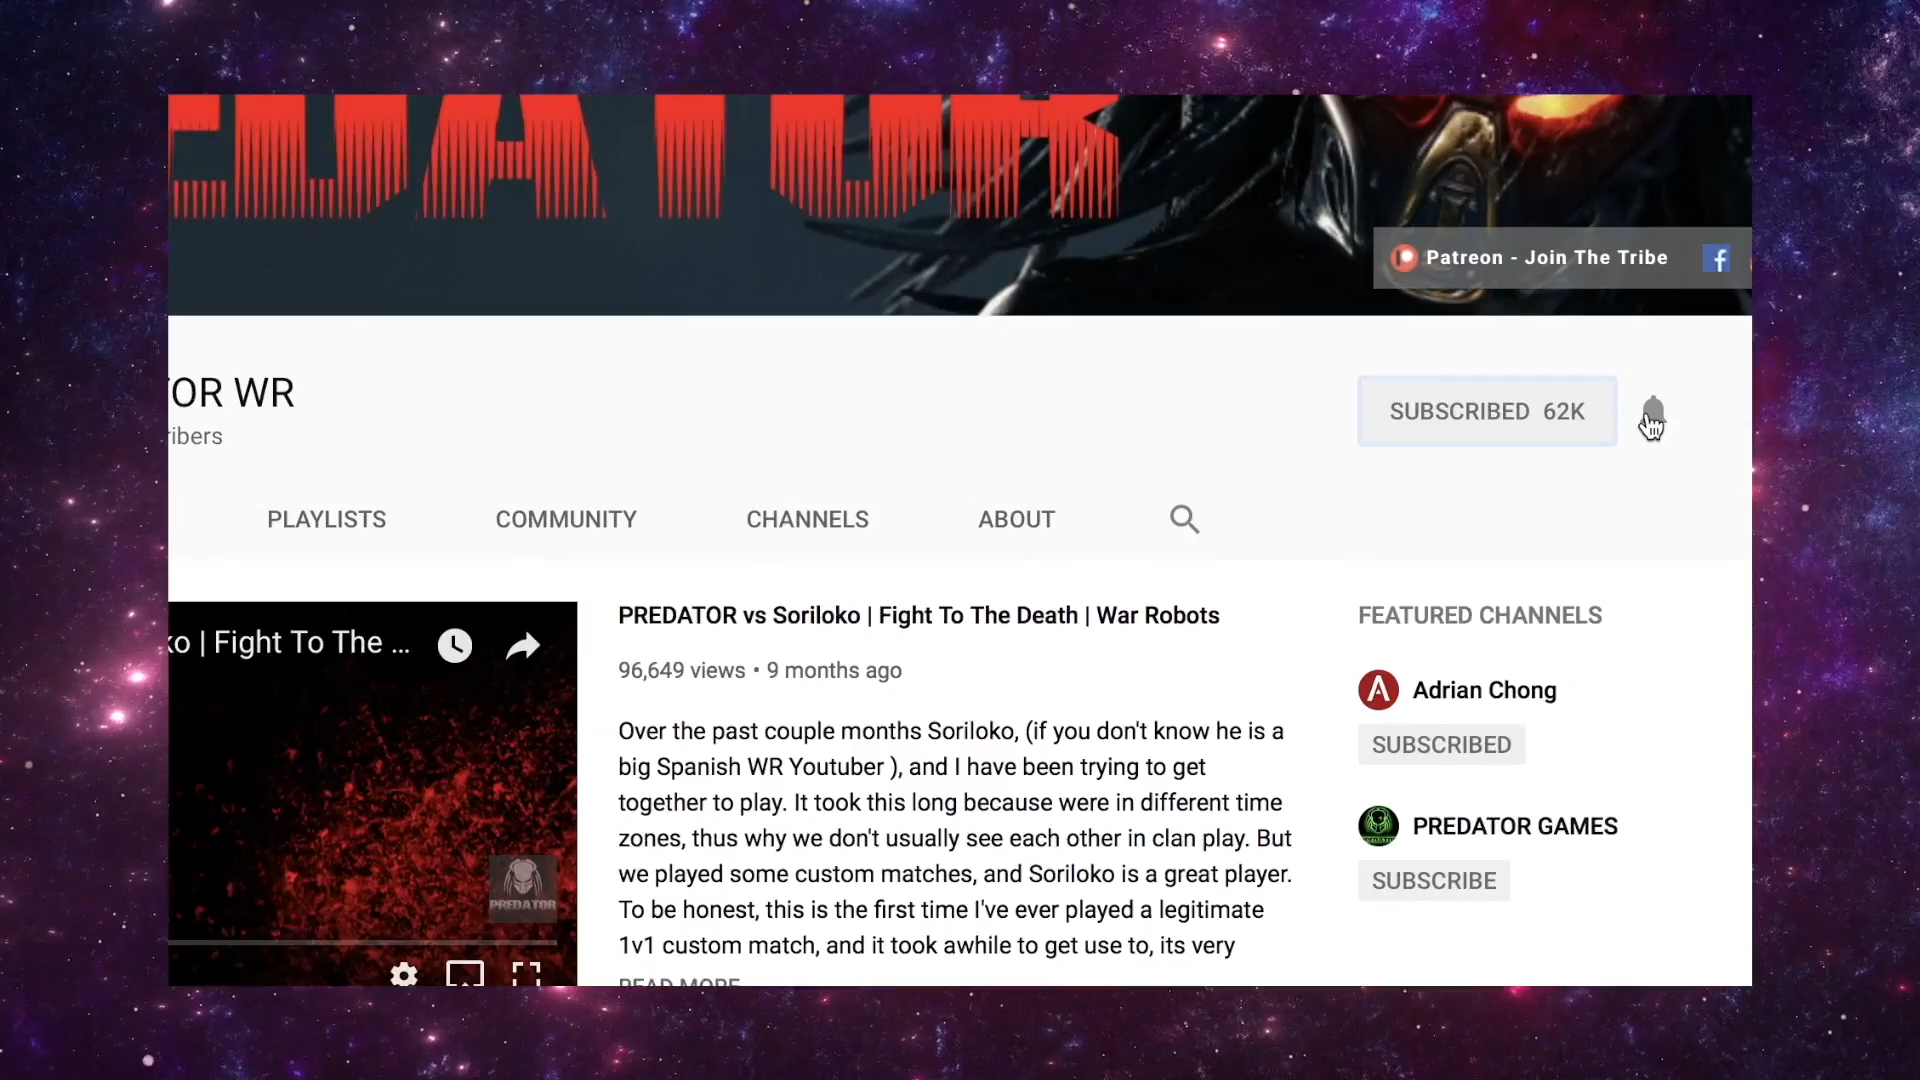 EDATOR
Patreon - Join The Tribe
OR WR
ribers
SUBSCRIBED 62K
PLAYLISTS
COMMUNITY
CHANNELS
ABOUT
ko | Fight To The ...
PREDATOR
PREDATOR vs Soriloko | Fight To The Death | War Robots
96,649 views • 9 months ago
Over the past couple months Soriloko, (if you don't know he is a
big Spanish WR Youtuber ), and I have been trying to get
together to play. It took this long because were in different time
zones, thus why we don't usually see each other in clan play. But
we played some custom matches, and Soriloko is a great player.
To be honest, this is the first time I've ever played a legitimate
1v1 custom match, and it took awhile to get use to, its very
READ MORE
FEATURED CHANNELS
Adrian Chong
SUBSCRIBED
PREDATOR GAMES
SUBSCRIBE